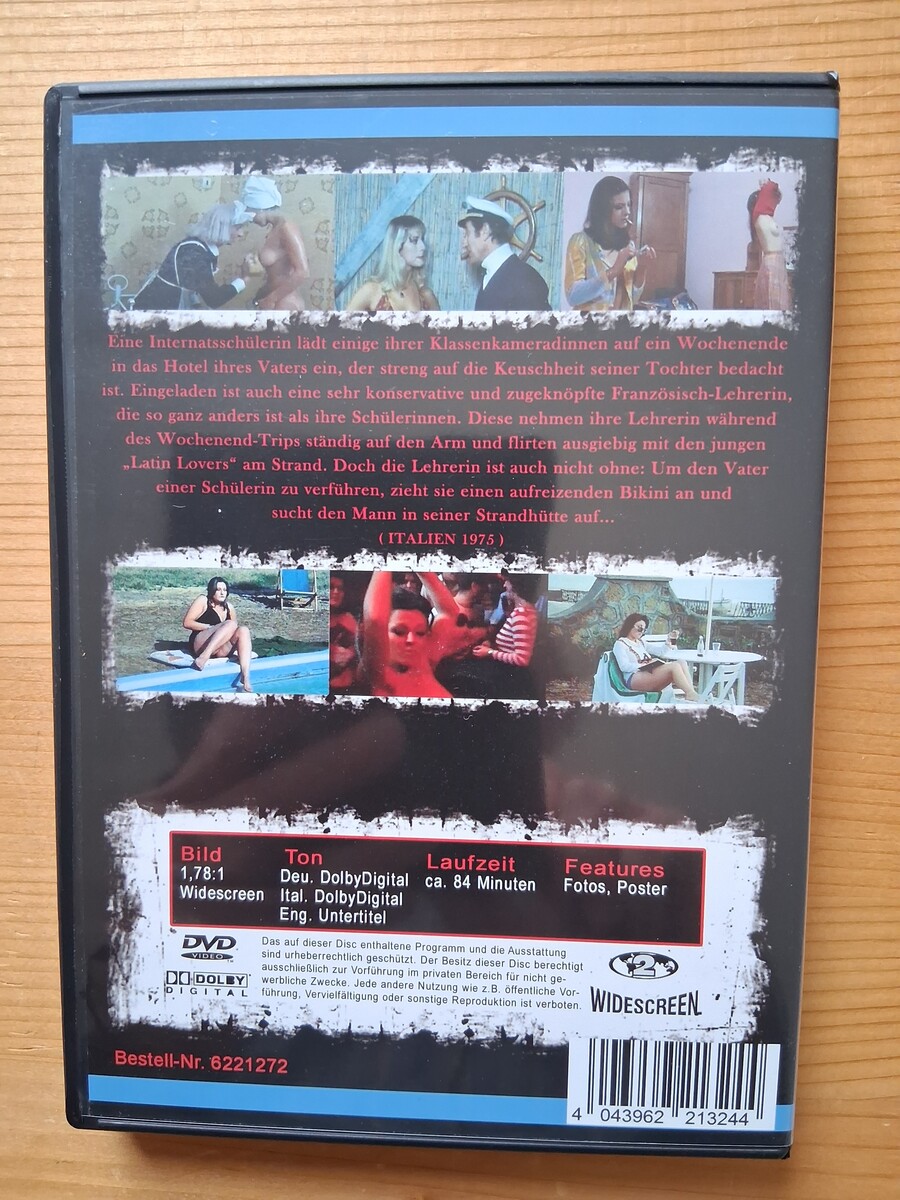 Eine Internatsschülerin lädt einige ihrer Klassenkameradinnen auf ein Wochenende
in das Hotel ihres Vaters ein, der streng auf die Keuschheit seiner Tochter bedacht
ist. Eingeladen ist auch eine sehr konservative und zugeknöpfte Französisch-Lehrerin,
die so ganz anders ist als ihre Schülerinnen. Diese nehmen ihre Lehrerin während
des Wochenend-Trips ständig auf den Arm und flirten ausgiebig mit den jungen
„Latin Lovers“ am Strand. Doch die Lehrerin ist auch nicht ohne: Um den Vater
einer Schülerin zu verführen, zieht sie einen aufreizenden Bikini an und
sucht den Mann in seiner Strandhütte auf...
( ITALIEN 1975 )
Bild
1,78:1
Widescreen
Ton
Deu. DolbyDigital
Ital. DolbyDigital
Eng. Untertitel
Laufzeit
ca. 84 Minuten
Features
Fotos, Poster
DVD
VIDEO
DOLBY
DIGITAL
Das auf dieser Disc enthaltene Programm und die Ausstattung
sind urheberrechtlich geschützt. Der Besitz dieser Disc berechtigt
ausschließlich zur Vorführung im privaten Bereich für nicht ge-
werbliche Zwecke. Jede andere Nutzung wie z.B. öffentliche Vor-
führung, Vervielfältigung oder sonstige Reproduktion ist verboten.
2
WIDESCREEN
Bestell-Nr. 6221272
4 043962 213244